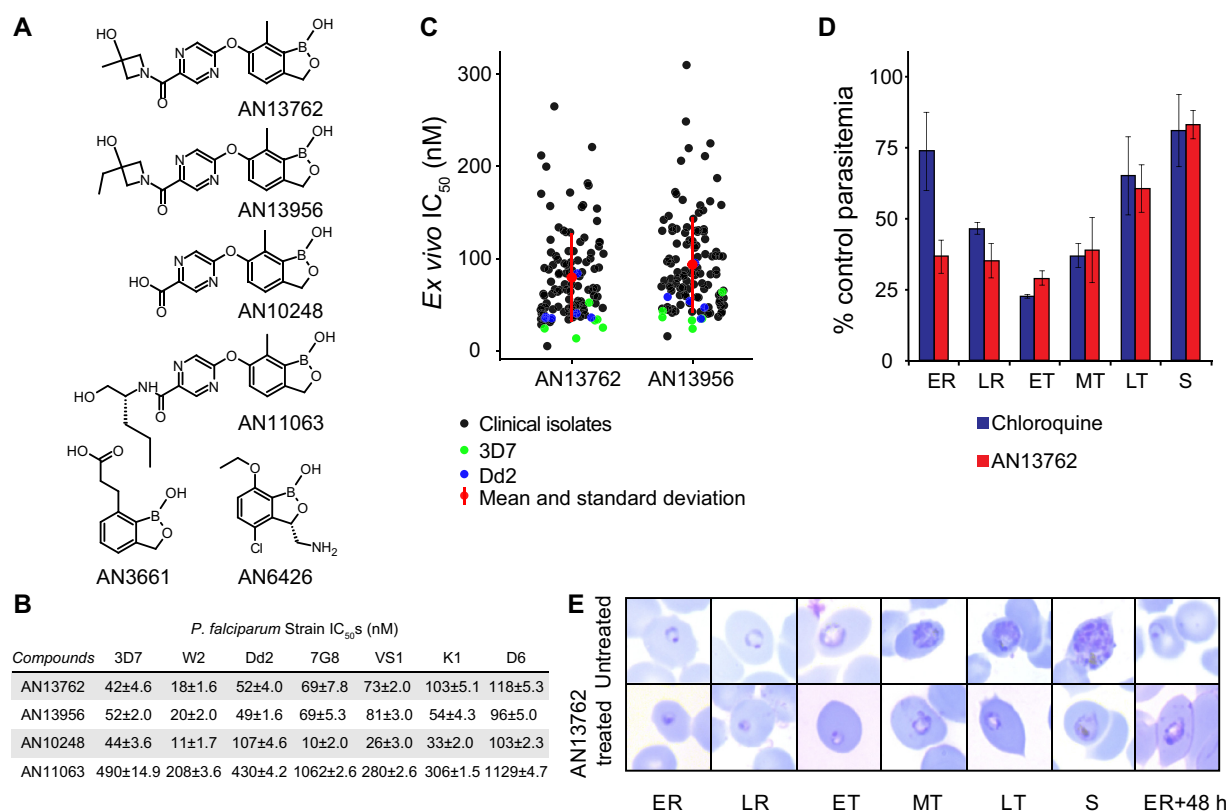 A
HO
N
N
N
O
O
B
OH
O
AN13762
HO
N
N
N
O
O
B
OH
O
AN13956
HO
O
N
N
O
B
OH
O
AN10248
HO
NH
O
N
N
O
B
OH
O
AN11063
HO
O
OH
B
O
AN3661
O
OH
B
O
Cl
NH2
AN6426
B
P. falciparum Strain IC50s (nM)
Compounds 3D7 W2 Dd2 7G8 VS1 K1 D6
AN13762 42±4.6 18±1.6 52±4.0 69±7.8 73±2.0 103±5.1 118±5.3
AN13956 52±2.0 20±2.0 49±1.6 69±5.3 81±3.0 54±4.3 96±5.0
AN10248 44±3.6 11±1.7 107±4.6 10±2.0 26±3.0 33±2.0 103±2.3
AN11063 490±14.9 208±3.6 430±4.2 1062±2.6 280±2.6 306±1.5 1129±4.7
C
Ex vivo IC50 (nM)
300
200
100
0
AN13762 AN13956
Clinical isolates
3D7
Dd2
Mean and standard deviation
D
% control parasitemia
100
75
50
25
0
ER LR ET MT LT S
Chloroquine
AN13762
E
Untreated
AN13762
treated
ER LR ET MT LT S ER+48 h